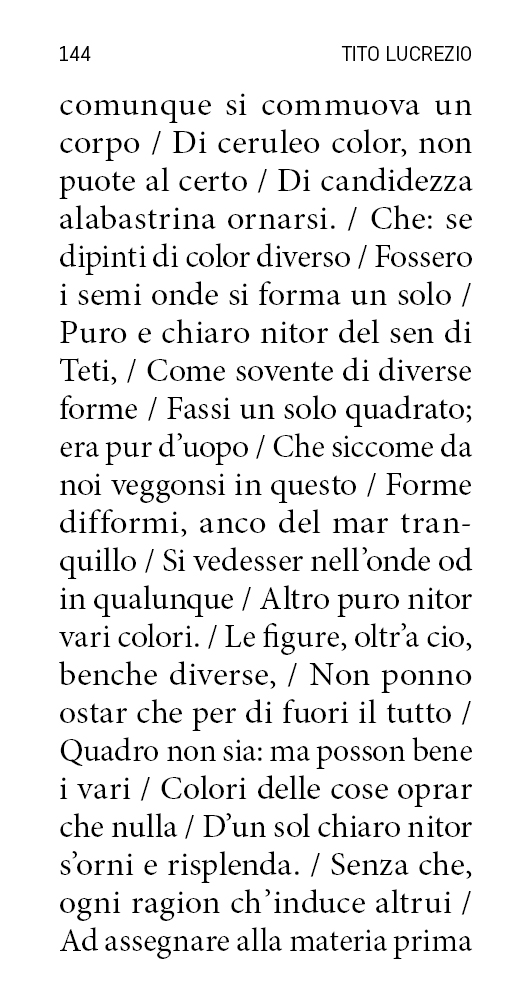 144 TITO LUCREZIO
comunque si commuova un
corpo / Di ceruleo color, non
puote al certo / Di candidezza
alabastrina ornarsi. / Che: se
dipinti di color diverso / Fossero
i semi onde si forma un solo /
Puro e chiaro nitor del sen di
Teti, / Come sovente di diverse
forme / Fassi un solo quadrato;
era pur d’uopo / Che siccome da
noi veggonsi in questo / Forme
difformi, anco del mar tran-
quillo / Si vedesser nell’onde od
in qualunque / Altro puro nitor
vari colori. / Le figure, oltr’a cio,
benche diverse, / Non ponno
ostar che per di fuori il tutto /
Quadro non sia: ma posson bene
i vari / Colori delle cose oprar
che nulla / D’un sol chiaro nitor
s’orni e risplenda. / Senza che,
ogni ragion ch’induce altrui /
Ad assegnare alla materia prima